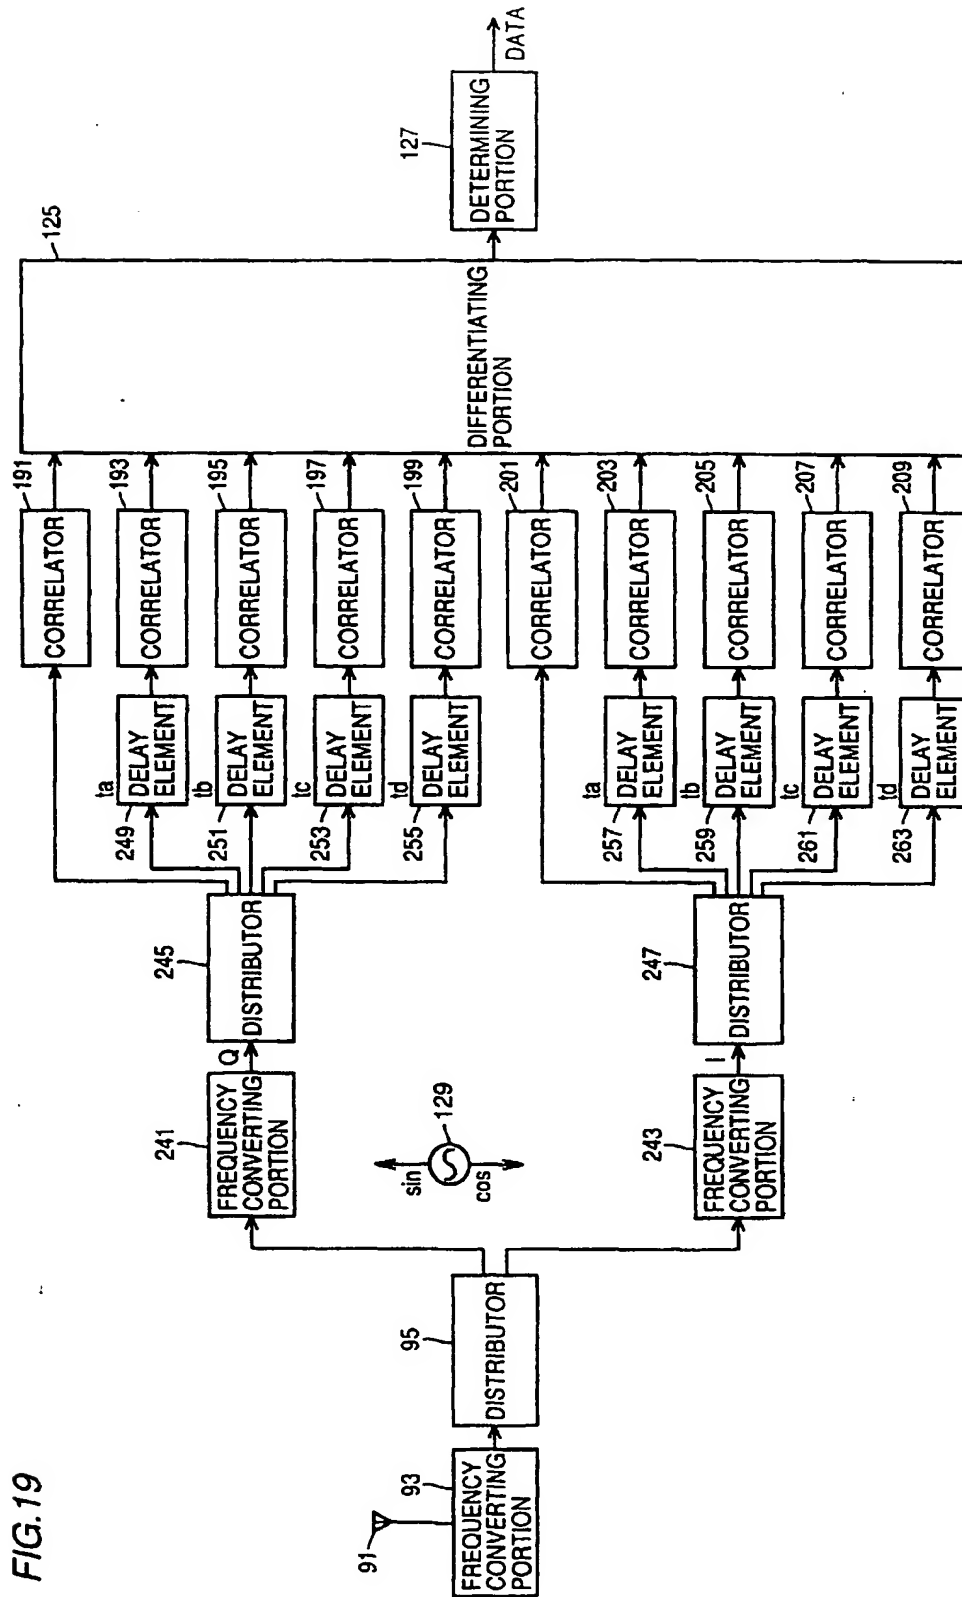 FIG.19
91
93
FREQUENCY
CONVERTING
PORTION
95
DISTRIBUTOR
241
FREQUENCY
CONVERTING
PORTION
Q
sin
129
cos
243
FREQUENCY
CONVERTING
PORTION
I
245
DISTRIBUTOR
247
DISTRIBUTOR
249
ta
DELAY
ELEMENT
251
tb
DELAY
ELEMENT
253
tc
DELAY
ELEMENT
255
td
DELAY
ELEMENT
257
ta
DELAY
ELEMENT
259
tb
DELAY
ELEMENT
261
tc
DELAY
ELEMENT
263
td
DELAY
ELEMENT
191
CORRELATOR
193
CORRELATOR
195
CORRELATOR
197
CORRELATOR
199
CORRELATOR
201
CORRELATOR
203
CORRELATOR
205
CORRELATOR
207
CORRELATOR
209
CORRELATOR
125
DIFFERENTIATING
PORTION
127
DETERMINING
PORTION
DATA